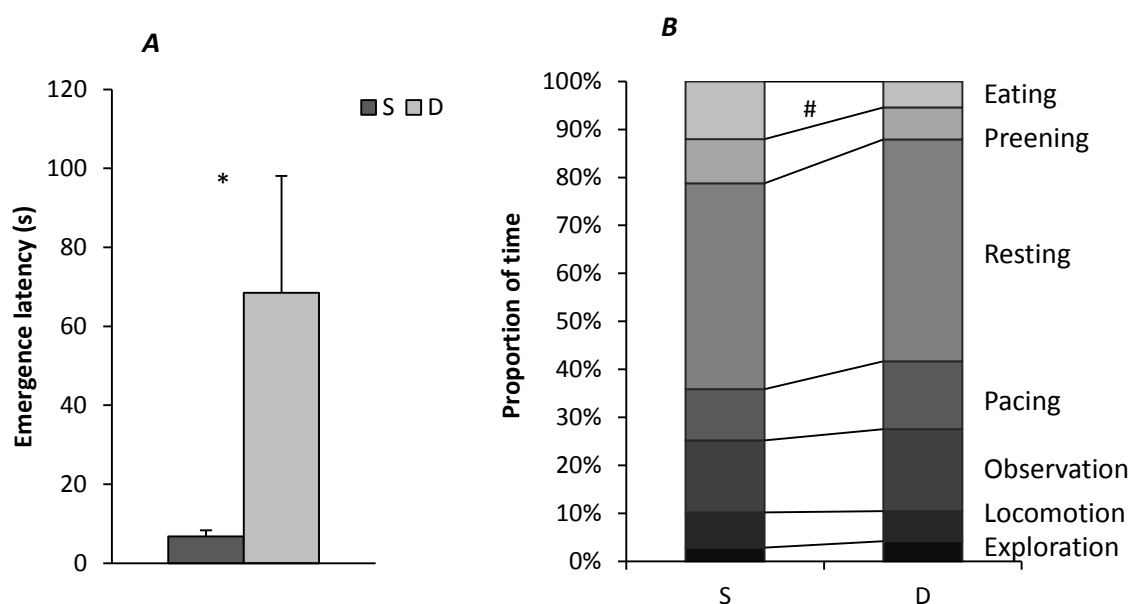 A
Emergence latency (s)
120
100
80
60
40
20
0
S D
*
B
Proportion of time
100%
90%
80%
70%
60%
50%
40%
30%
20%
10%
0%
#
S D
Eating
Preening
Resting
Pacing
Observation
Locomotion
Exploration